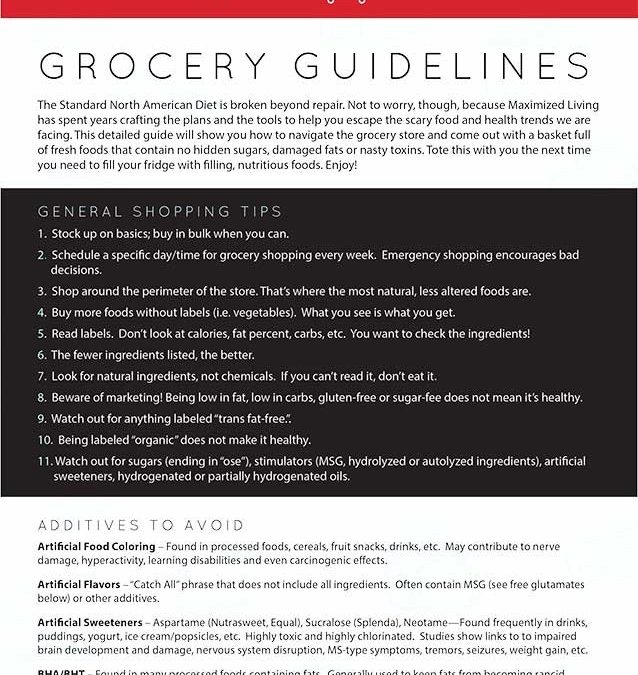 GROCERY GUIDELINES
The Standard North American Diet is broken beyond repair. Not to worry, though, because Maximized Living
has spent years crafting the plans and the tools to help you escape the scary food and health trends we are
facing. This detailed guide will show you how to navigate the grocery store and come out with a basket full
of fresh foods that contain no hidden sugars, damaged fats or nasty toxins. Tote this with you the next time
you need to fill your fridge with filling, nutritious foods. Enjoy!
GENERAL SHOPPING TIPS
1. Stock up on basics; buy in bulk when you can.
2. Schedule a specific day/time for grocery shopping every week. Emergency shopping encourages bad
decisions.
3. Shop around the perimeter of the store. That's where the most natural, less altered foods are.
4. Buy more foods without labels (i.e. vegetables). What you see is what you get.
5. Read labels. Don't look at calories, fat percent, carbs, etc. You want to check the ingredients!
6. The fewer ingredients listed, the better.
7. Look for natural ingredients, not chemicals. If you can't read it, don't eat it.
8. Beware of marketing! Being low in fat, low in carbs, gluten-free or sugar-fee does not mean it's healthy.
9. Watch out for anything labeled "trans fat-free.".
10. Being labeled "organic" does not make it healthy.
11. Watch out for sugars (ending in "ose"), stimulators (MSG, hydrolyzed or autolyzed ingredients), artificial
sweeteners, hydrogenated or partially hydrogenated oils.
ADDITIVES TO AVOID
Artificial Food Coloring – Found in processed foods, cereals, fruit snacks, drinks, etc. May contribute to nerve
damage, hyperactivity, learning disabilities and even carcinogenic effects.
Artificial Flavors – "Catch All" phrase that does not include all ingredients. Often contain MSG (see free glutamates
below) or other additives.
Artificial Sweeteners – Aspartame (Nutrasweet, Equal), Sucralose (Splenda), Neotame—Found frequently in drinks,
puddings, yogurt, ice cream/popsicles, etc. Highly toxic and highly chlorinated. Studies show links to to impaired
brain development and damage, nervous system disruption, MS-type symptoms, tremors, seizures, weight gain, etc.
BHA/BHT – Found in many processed foods containing fats. Generally used to keep fats from becoming rancid.